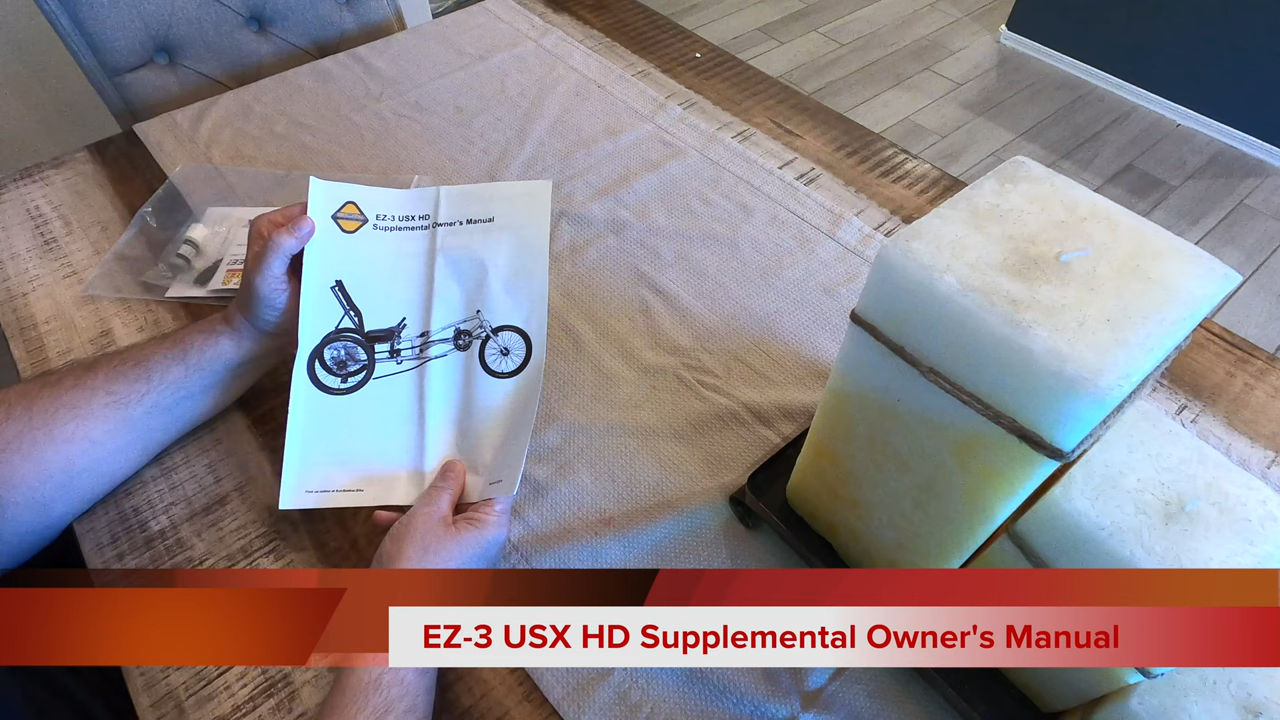 EZ-3 USX HD
Supplemental Owner's Manual
EZ-3 USX HD Supplemental Owner's Manual